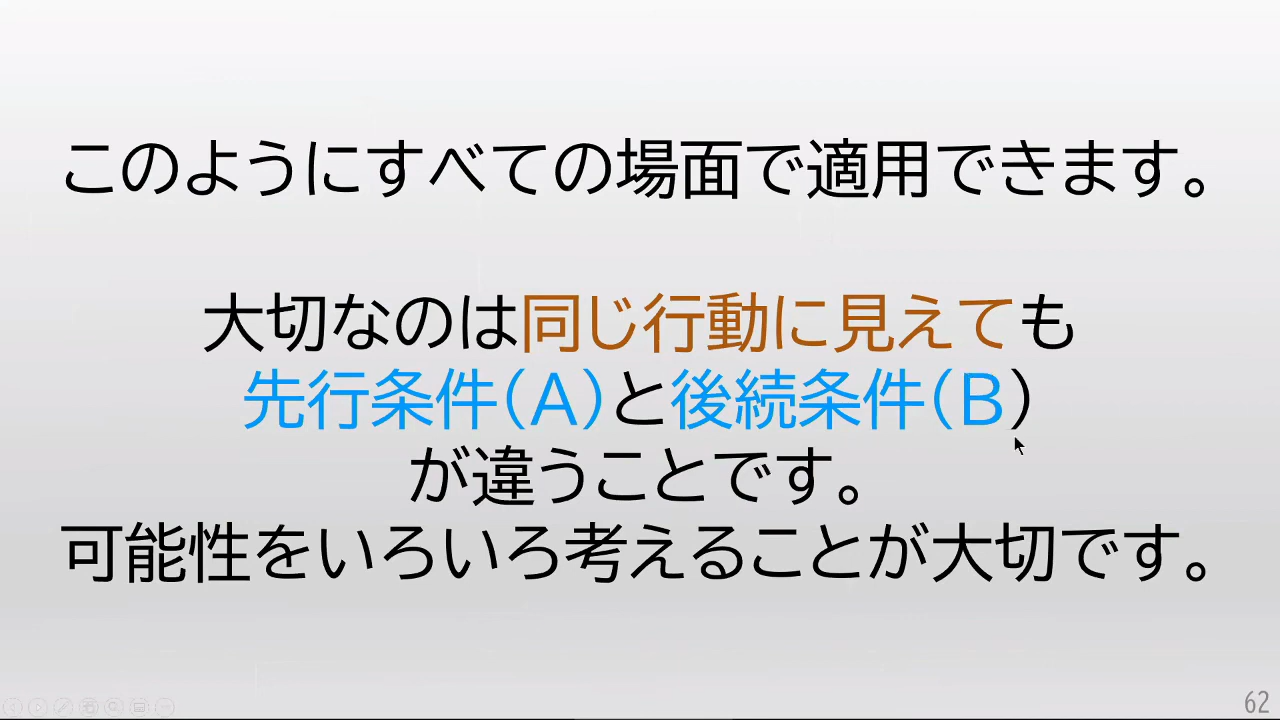 このようにすべての場面で適用できます。
大切なのは同じ行動に見えても
先行条件(A)と後続条件(B)
が違うことです。
可能性をいろいろ考えることが大切です。
62